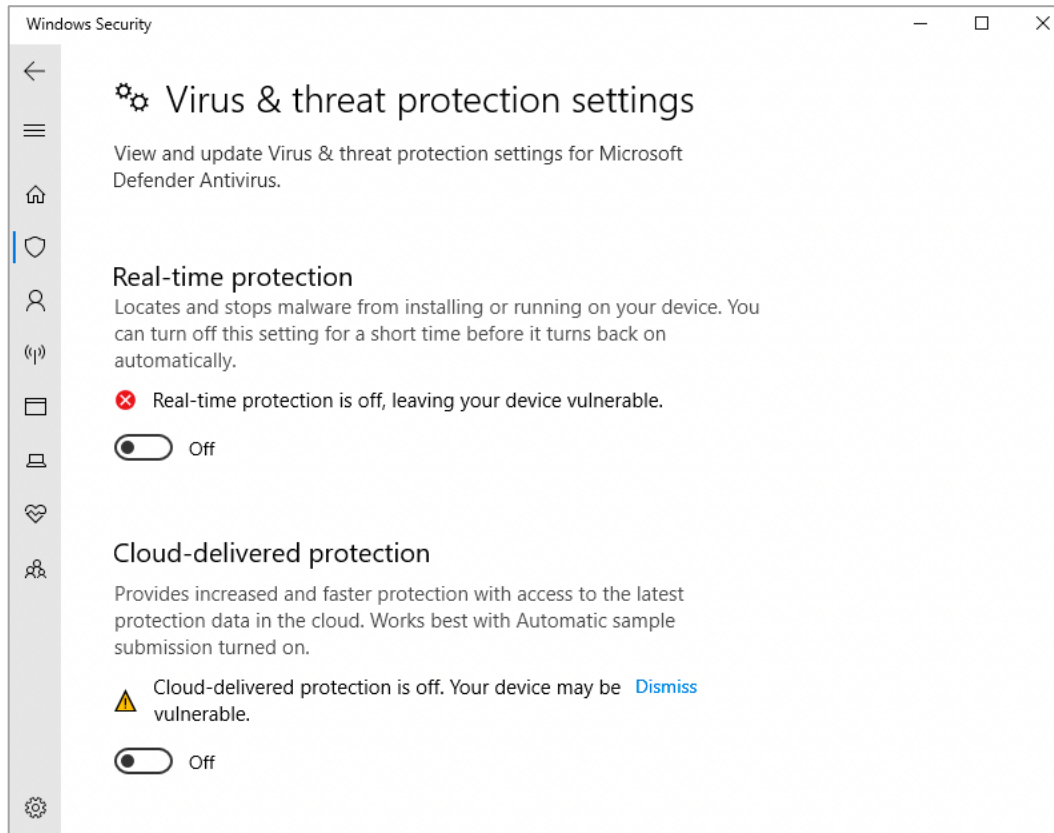 Windows Security
Virus & threat protection settings
View and update Virus & threat protection settings for Microsoft
Defender Antivirus.
Real-time protection
Locates and stops malware from installing or running on your device. You
can turn off this setting for a short time before it turns back on
automatically.
Real-time protection is off, leaving your device vulnerable.
Off
Cloud-delivered protection
Provides increased and faster protection with access to the latest
protection data in the cloud. Works best with Automatic sample
submission turned on.
Cloud-delivered protection is off. Your device may be Dismiss
vulnerable.
Off